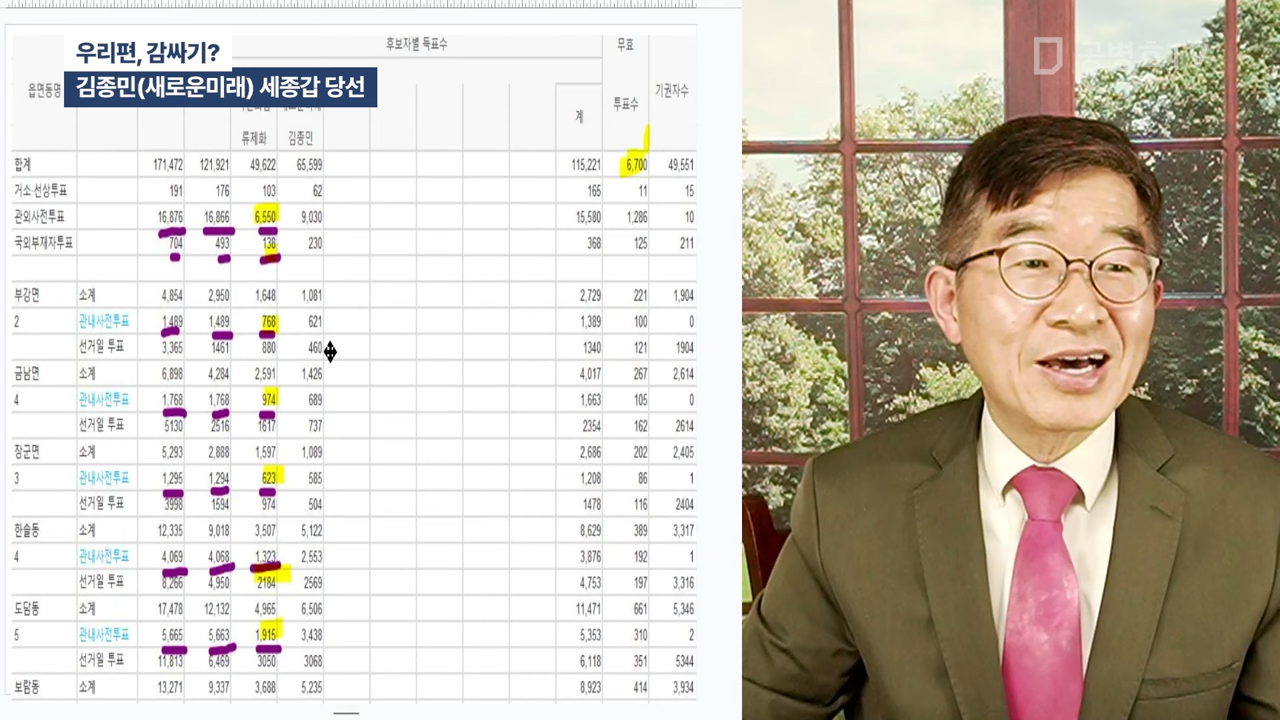 우리편, 감싸기?
김종민(새로운미래) 세종갑 당선
후보자별 득표수 무효
읍면동명 계 투표수 기권자수
류제화 김종민
합계 171,472 121,921 49,622 65,599 115,221 6,700 49,551
거소·선상투표 191 176 103 62 165 11 15
관외사전투표 16,876 16,866 6,550 9,030 15,580 1,286 10
국외부재자투표 704 493 138 230 368 125 211
부강면 소계 4,854 2,950 1,648 1,081 2,729 221 1,904
2 관내사전투표 1,489 1,489 768 621 1,389 100 0
선거일 투표 3,365 1461 880 460 1340 121 1904
금남면 소계 6,898 4,284 2,591 1,426 4,017 267 2,614
4 관내사전투표 1,768 1,768 974 689 1,663 105 0
선거일 투표 5130 2516 1617 737 2354 162 2614
장군면 소계 5,293 2,888 1,597 1,089 2,686 202 2,405
3 관내사전투표 1,295 1,294 623 585 1,208 86 1
선거일 투표 3998 1594 974 504 1478 116 2404
한솔동 소계 12,335 9,018 3,507 5,122 8,629 389 3,317
4 관내사전투표 4,069 4,068 1,323 2,553 3,876 192 1
선거일 투표 8,266 4,950 2184 2569 4,753 197 3,316
도담동 소계 17,478 12,132 4,965 6,506 11,471 661 5,346
5 관내사전투표 5,665 5,663 1,915 3,438 5,353 310 2
선거일 투표 11,813 6,469 3050 3068 6,118 351 5344
보람동 소계 13,271 9,337 3,688 5,235 8,923 414 3,934